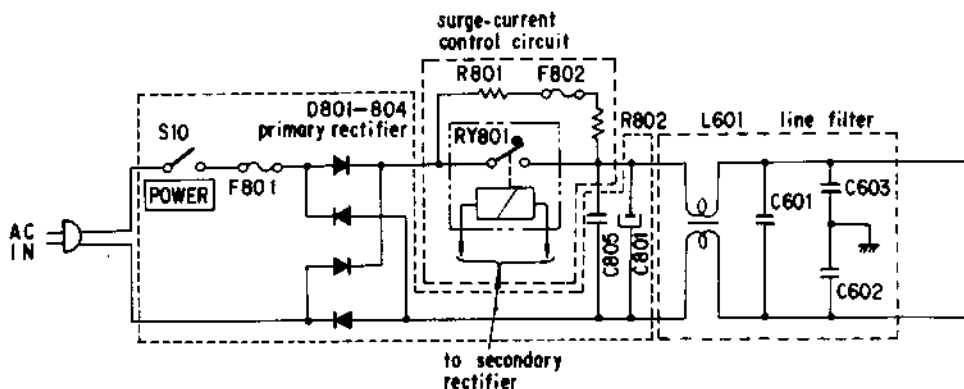 surge-current
control circuit
R801
F802
D801-804
primary rectifier
R802
L601
line filter
S10
RY801
F801
POWER
C601
C603
AC
IN
C805
C801
C602
to secondary
rectifier